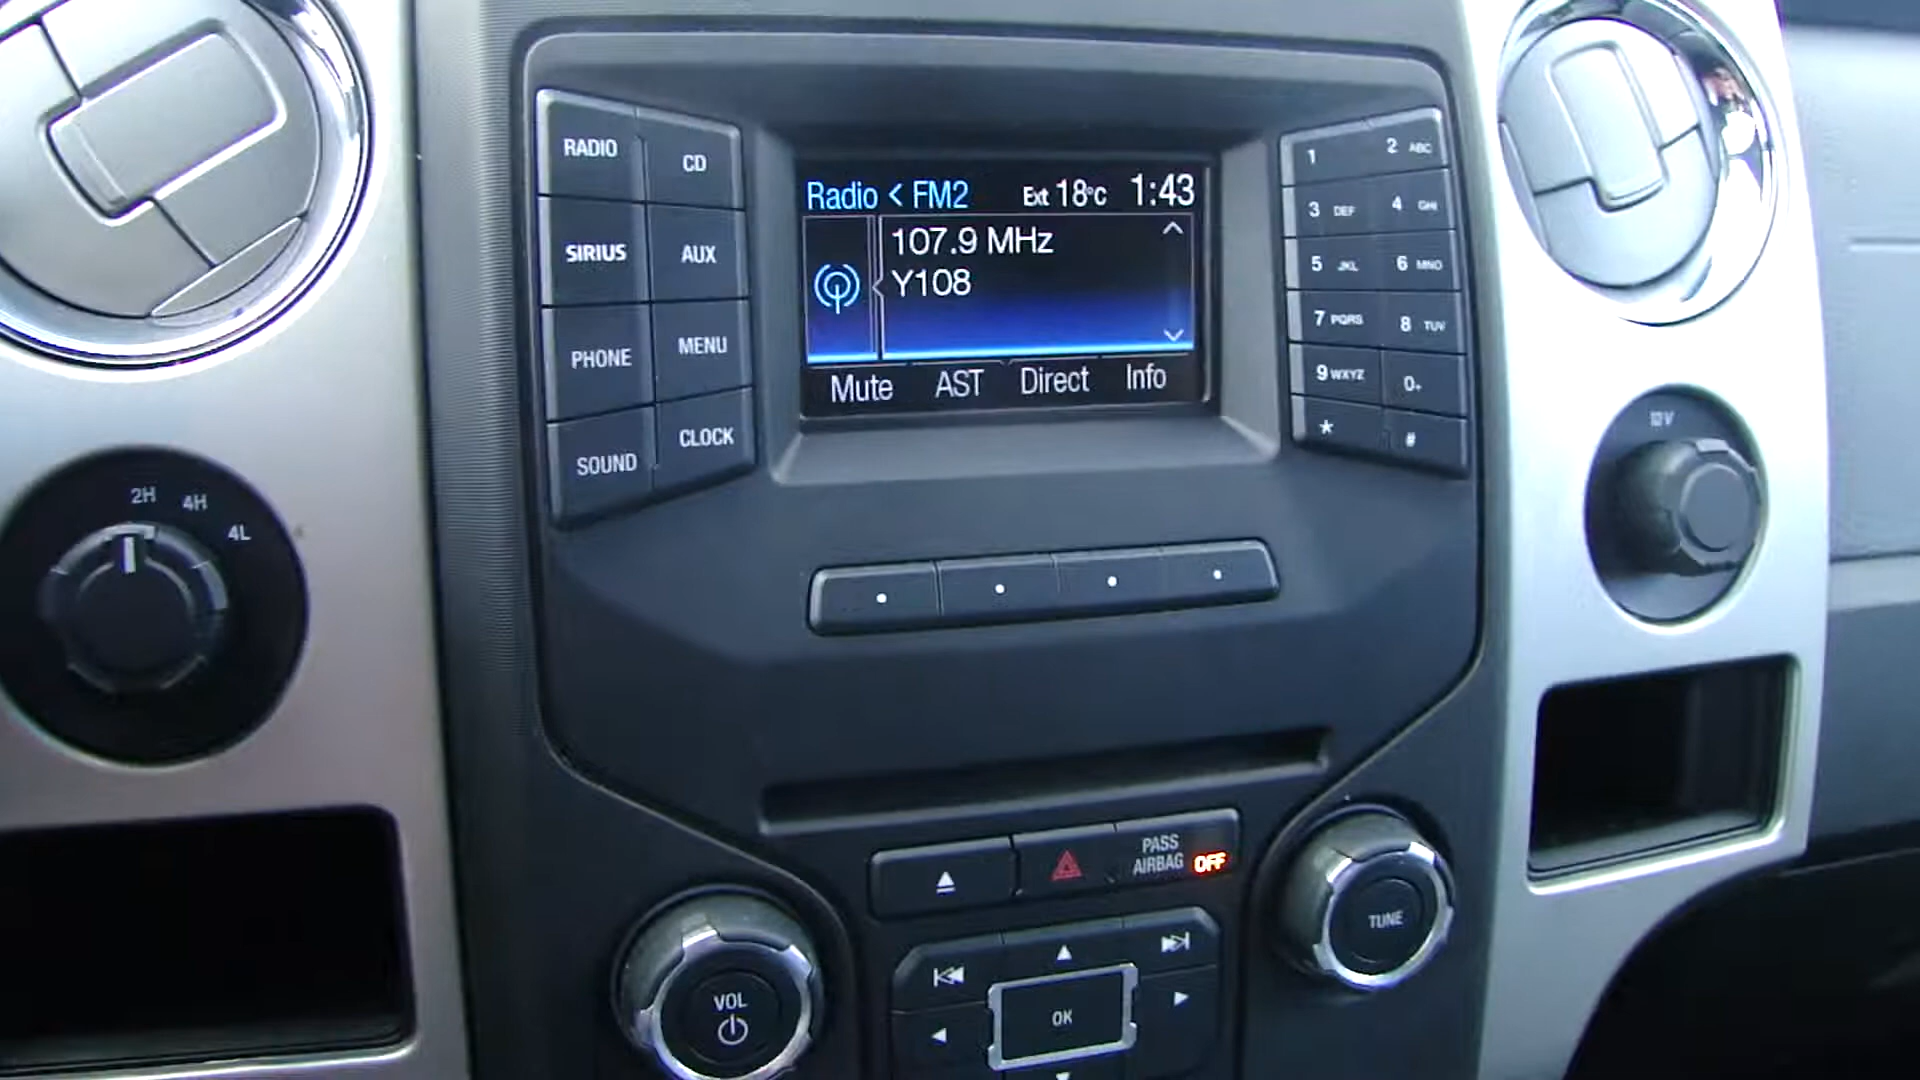 RADIO
CD
SIRIUS
AUX
PHONE
MENU
SOUND
CLOCK
Radio < FM2 Ext 18°C 1:43
107.9 MHz
Y108
Mute AST Direct Info
1
2 ABC
3 DEF
4 GHI
5 JKL
6 MNO
7 PQRS
8 TUV
9 WXYZ
0+
*
#
2H 4H 4L
12V
PASS
AIRBAG OFF
VOL
OK
TUNE